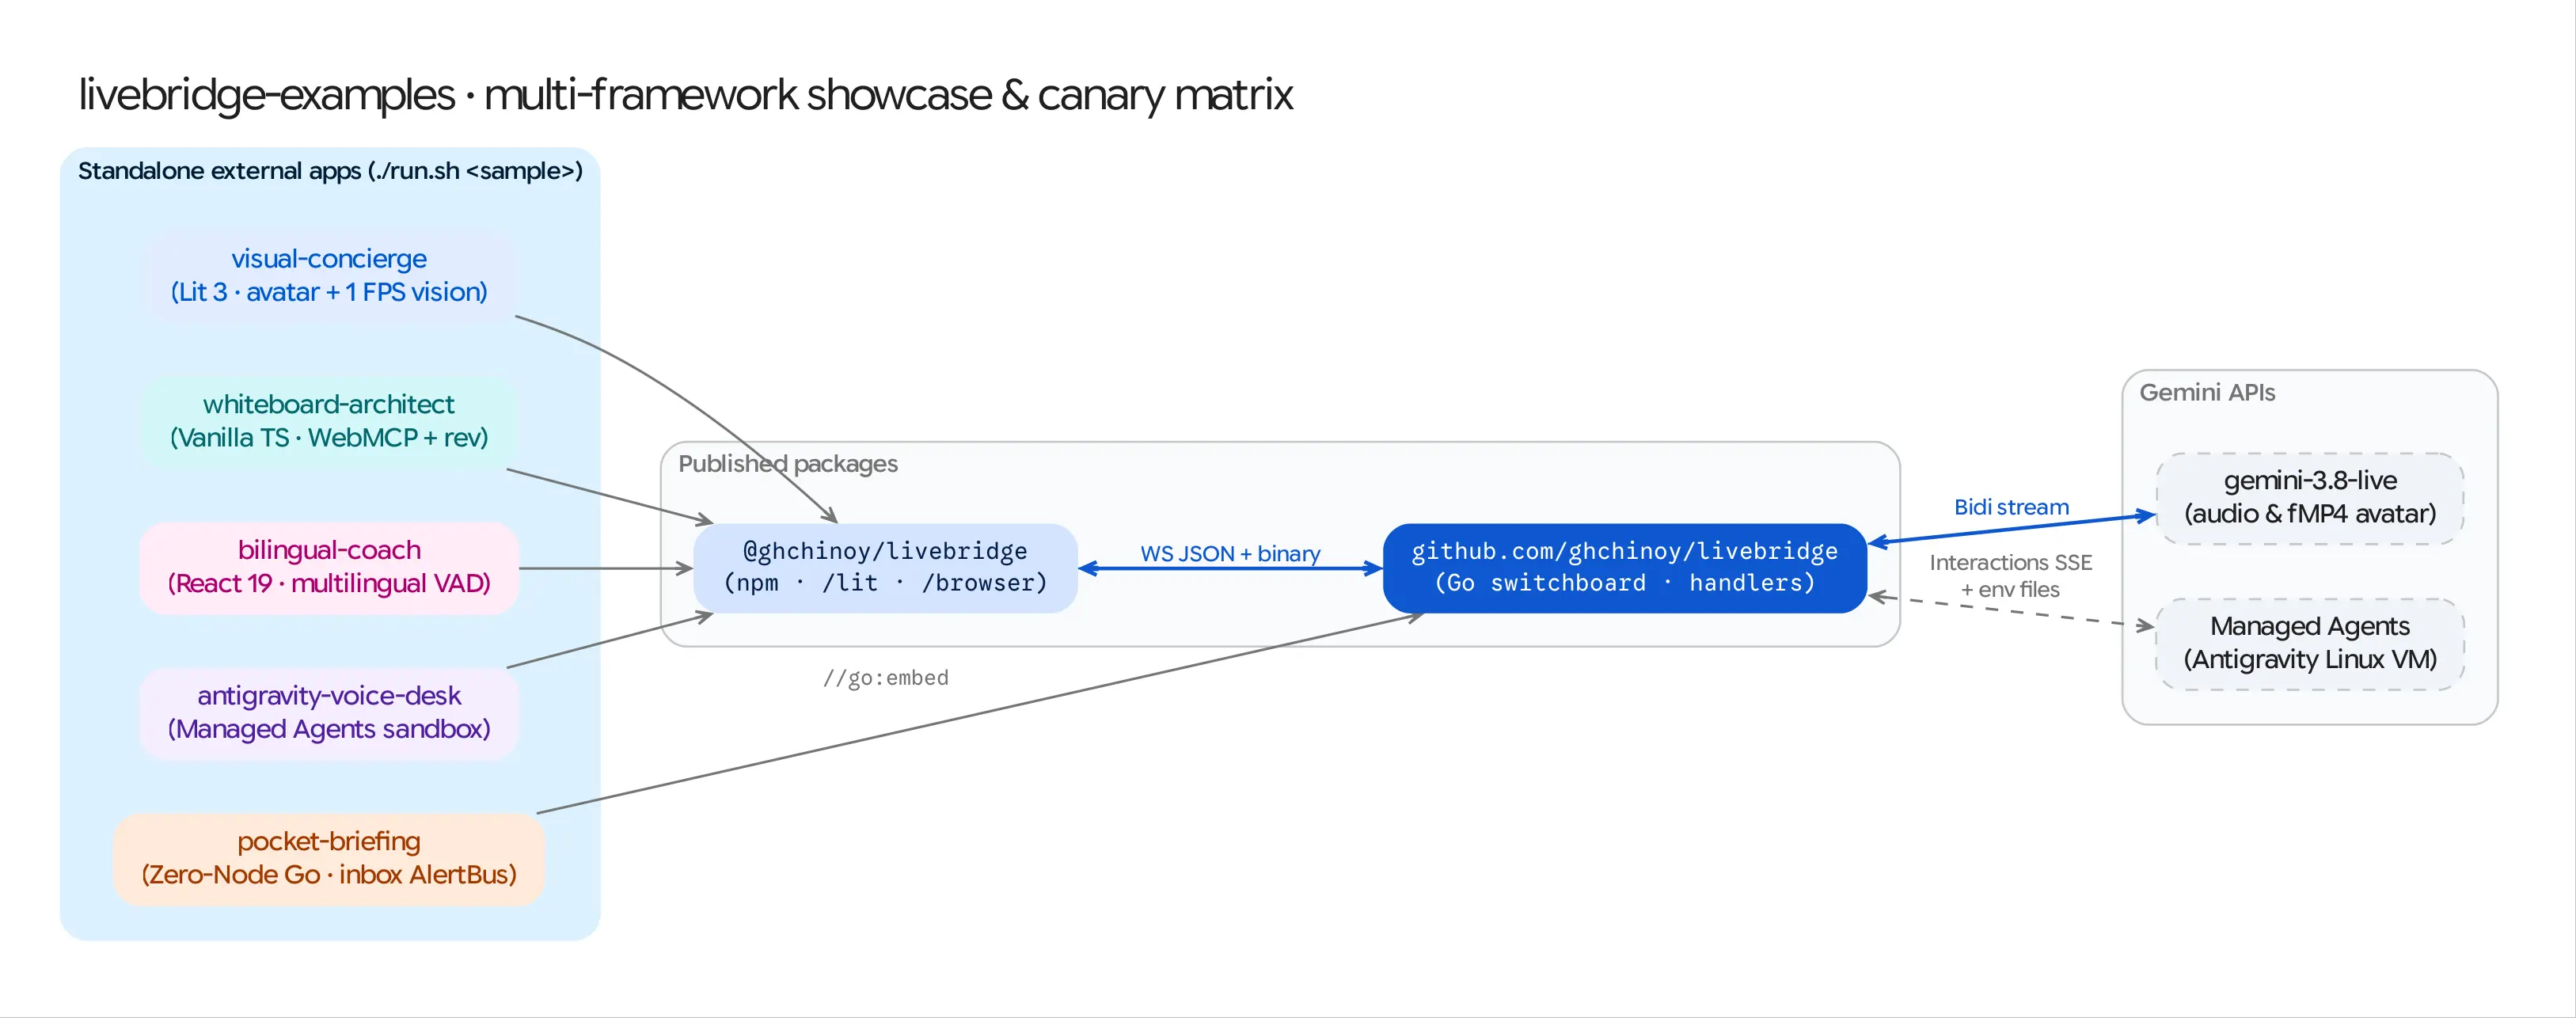 livebridge-examples · multi-framework showcase & canary matrix
Standalone external apps (./run.sh <sample>)
visual-concierge
(Lit 3 · avatar + 1 FPS vision)
whiteboard-architect
(Vanilla TS · WebMCP + rev)
bilingual-coach
(React 19 · multilingual VAD)
antigravity-voice-desk
(Managed Agents sandbox)
pocket-briefing
(Zero-Node Go · inbox AlertBus)
Published packages
@ghchinoy/livebridge
(npm · /lit · /browser)
WS JSON + binary
github.com/ghchinoy/livebridge
(Go switchboard · handlers)
//go:embed
Bidi stream
Interactions SSE
+ env files
Gemini APIs
gemini-3.8-live
(audio & fMP4 avatar)
Managed Agents
(Antigravity Linux VM)